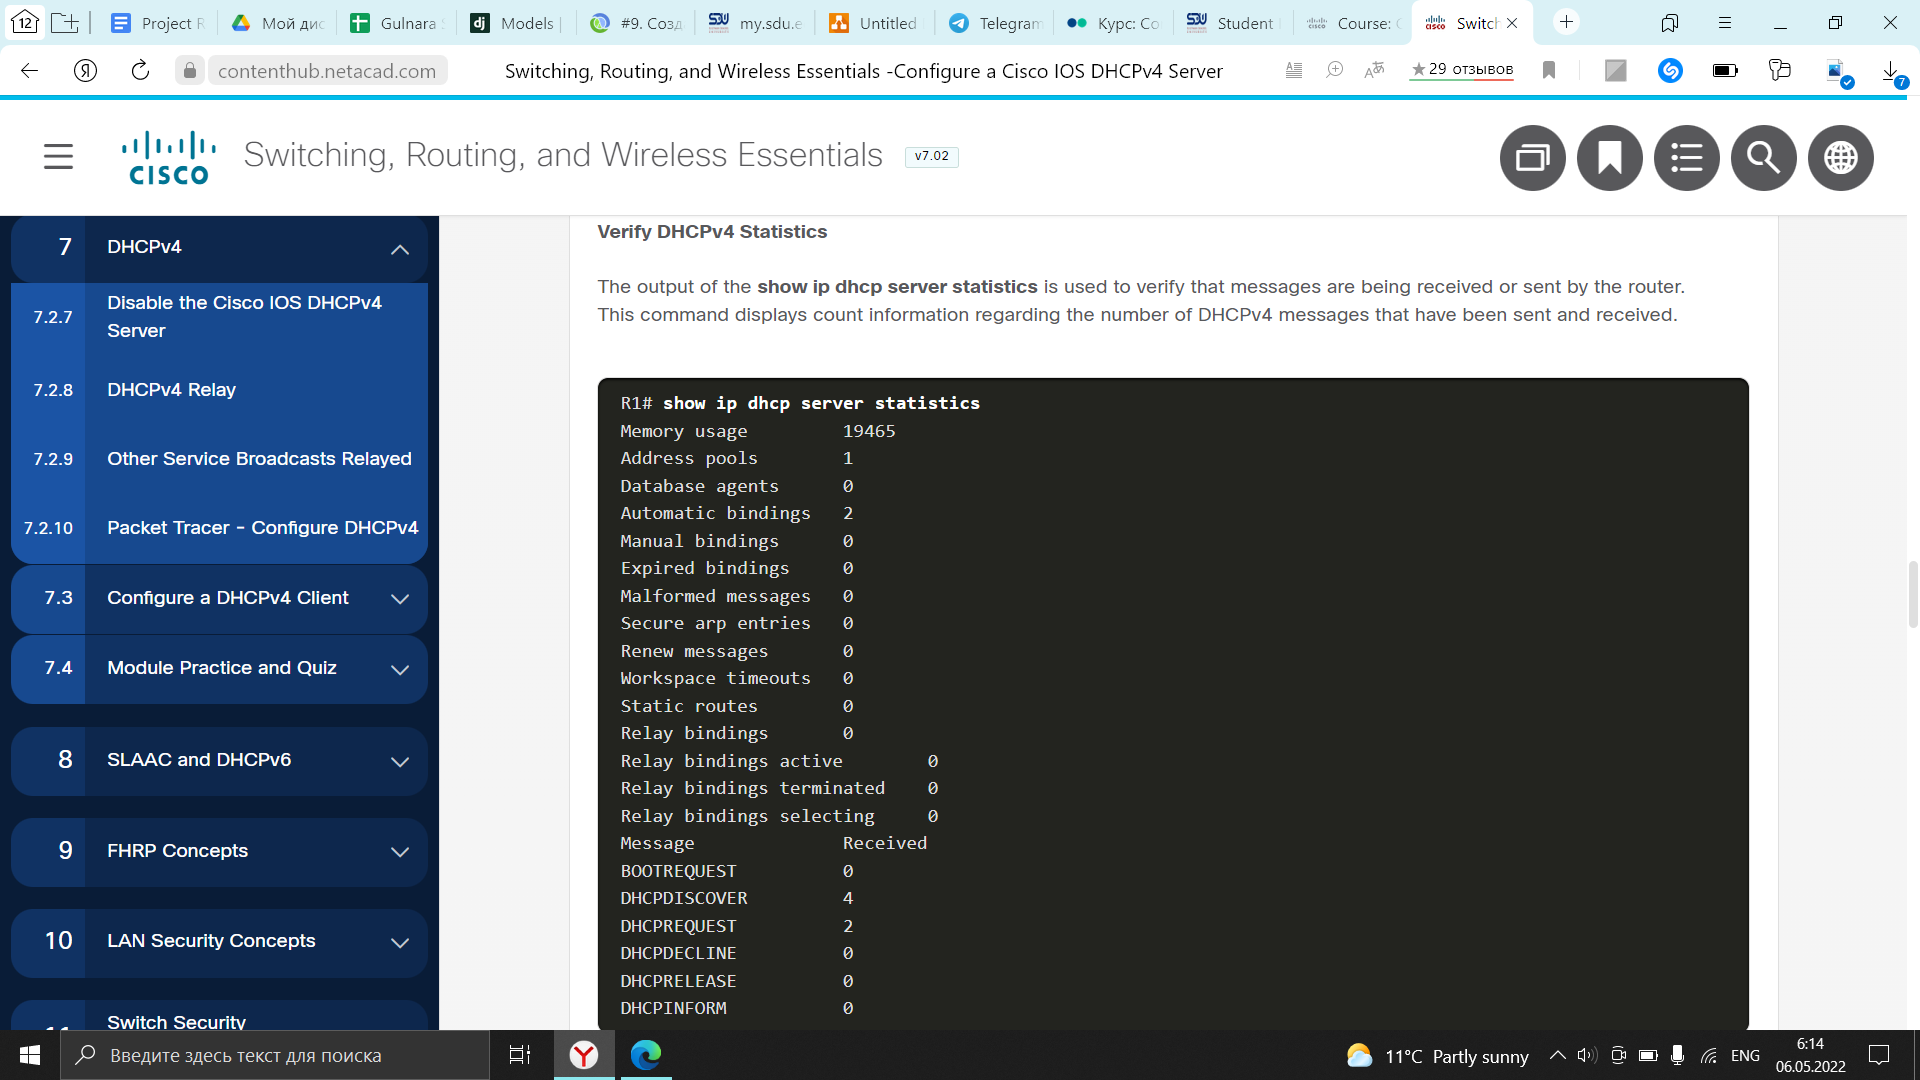 12
Project R
Мой дис
Gulnara S
dj
Models |
#9. Созд
SDU
my.sdu.e
Untitled
Telegram
Курс: Co
SDU
Student
Course: C
CISCO
Switch
Я
contenthub.netacad.com
Switching, Routing, and Wireless Essentials -Configure a Cisco IOS DHCPv4 Server
★ 29 отзывов
7
CISCO
Switching, Routing, and Wireless Essentials
v7.02
7 DHCPv4
7.2.7 Disable the Cisco IOS DHCPv4
Server
7.2.8 DHCPv4 Relay
7.2.9 Other Service Broadcasts Relayed
7.2.10 Packet Tracer - Configure DHCPv4
7.3 Configure a DHCPv4 Client
7.4 Module Practice and Quiz
8 SLAAC and DHCPv6
9 FHRP Concepts
10 LAN Security Concepts
Switch Security
Verify DHCPv4 Statistics
The output of the show ip dhcp server statistics is used to verify that messages are being received or sent by the router.
This command displays count information regarding the number of DHCPv4 messages that have been sent and received.
R1# show ip dhcp server statistics
Memory usage 19465
Address pools 1
Database agents 0
Automatic bindings 2
Manual bindings 0
Expired bindings 0
Malformed messages 0
Secure arp entries 0
Renew messages 0
Workspace timeouts 0
Static routes 0
Relay bindings 0
Relay bindings active 0
Relay bindings terminated 0
Relay bindings selecting 0
Message Received
BOOTREQUEST 0
DHCPDISCOVER 4
DHCPREQUEST 2
DHCPDECLINE 0
DHCPRELEASE 0
DHCPINFORM 0
Введите здесь текст для поиска
11°C Partly sunny
ENG
6:14
06.05.2022